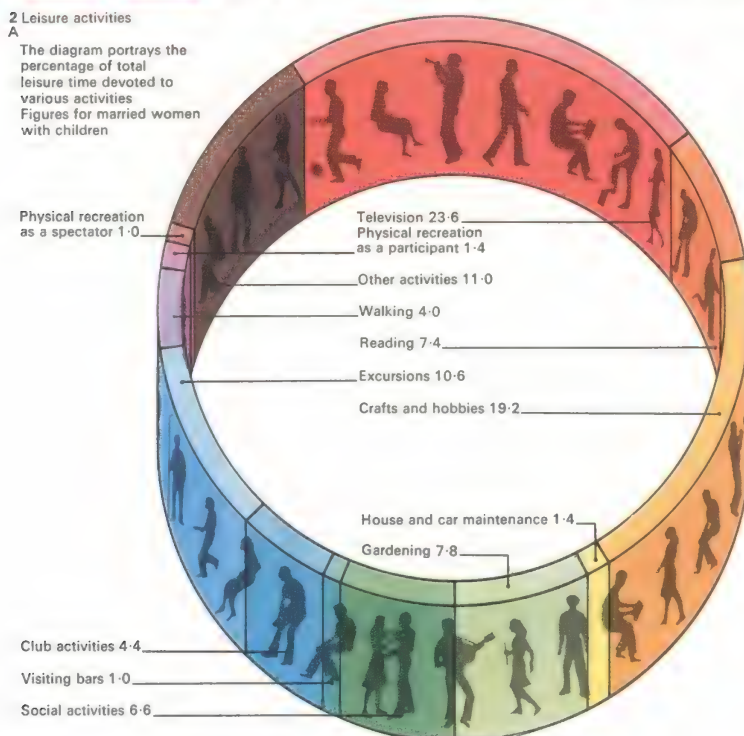 2 Leisure activities
A
The diagram portrays the
percentage of total
leisure time devoted to
various activities
Figures for married women
with children
Physical recreation
as a spectator 1·0
Television 23·6
Physical recreation
as a participant 1·4
Other activities 11·0
Walking 4·0
Reading 7·4
Excursions 10·6
Crafts and hobbies 19·2
House and car maintenance 1·4
Gardening 7·8
Club activities 4·4
Visiting bars 1·0
Social activities 6·6